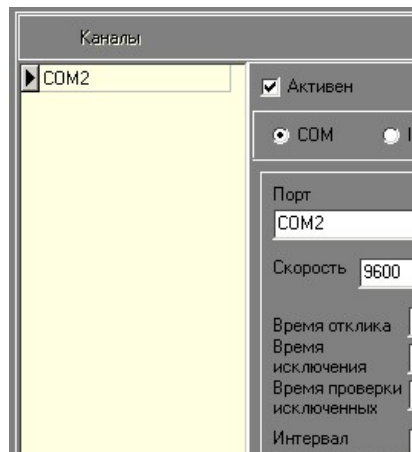 Каналы
COM2
Активен
COM
Порт
COM2
Скорость 9600
Время отклика
Время
исключения
Время проверки
исключенных
Интервал